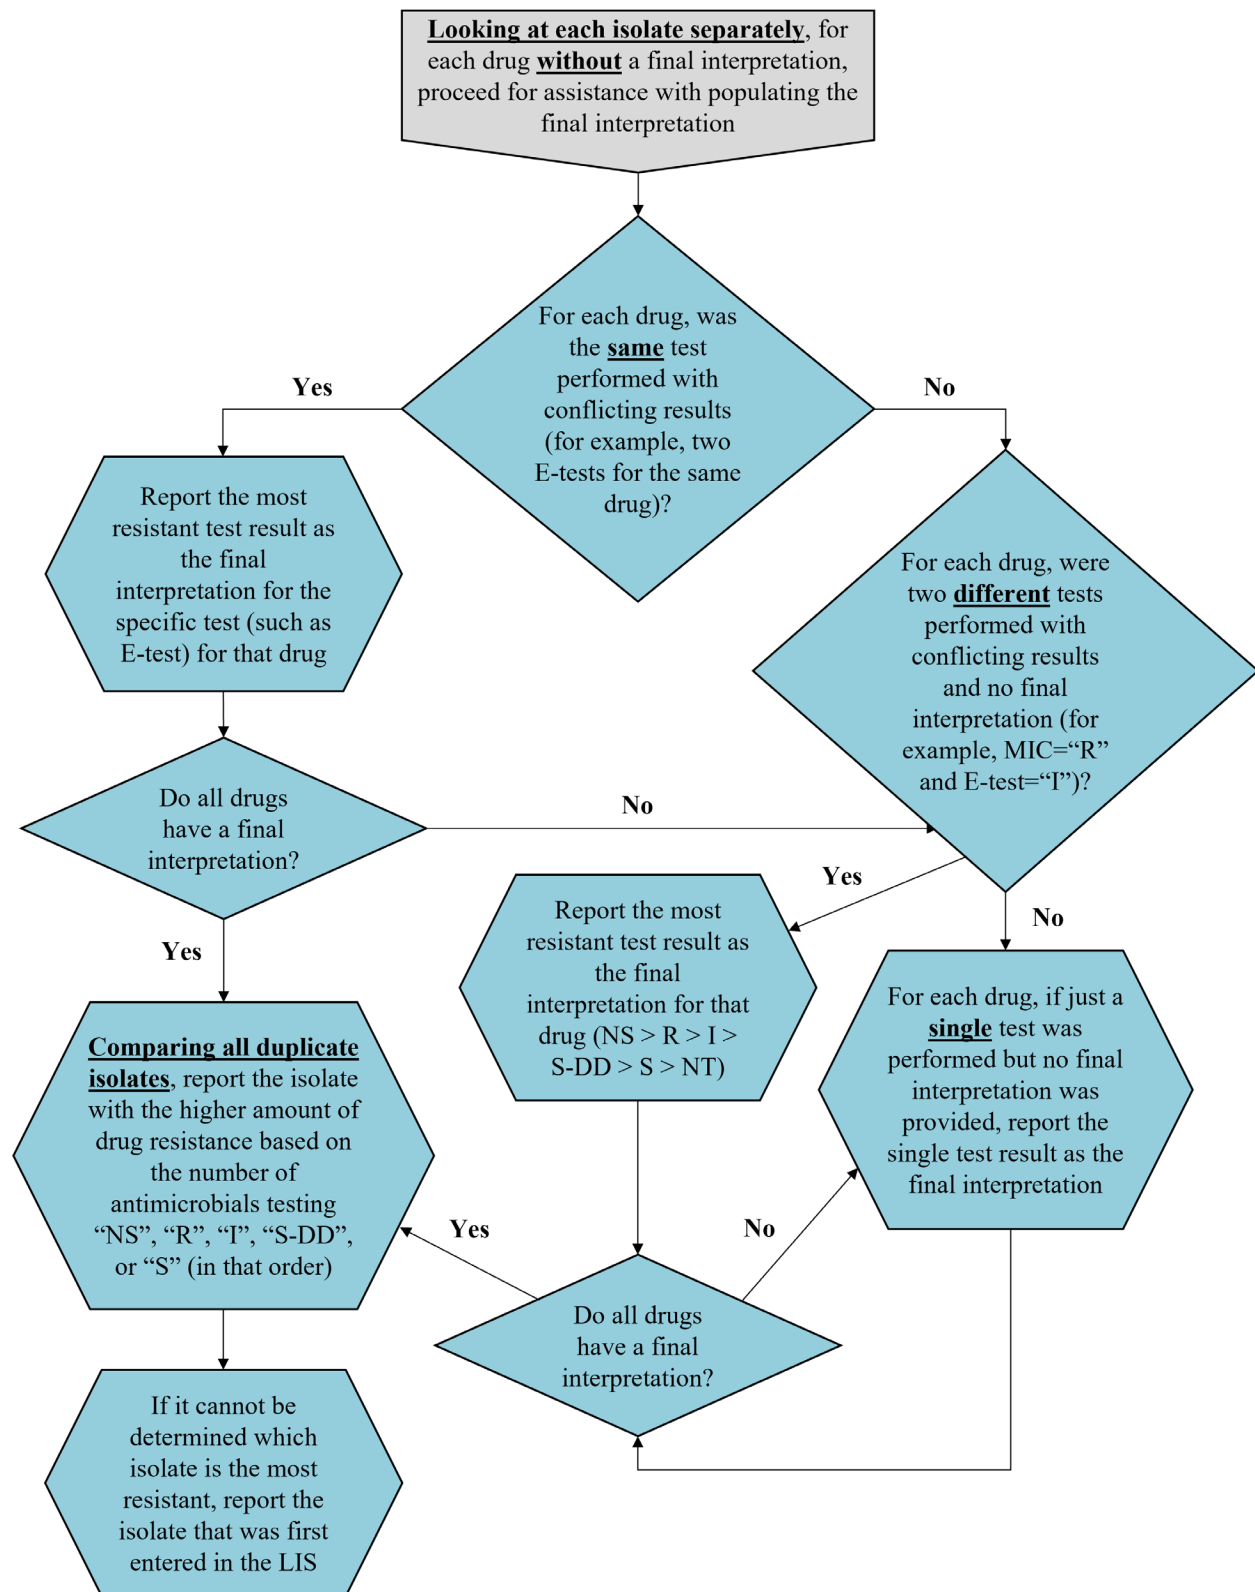 Looking at each isolate separately, for
each drug without a final interpretation,
proceed for assistance with populating the
final interpretation
For each drug, was
the same test
performed with
conflicting results
(for example, two
E-tests for the same
drug)?
Yes
No
Report the most
resistant test result as
the final
interpretation for the
specific test (such as
E-test) for that drug
For each drug, were
two different tests
performed with
conflicting results
and no final
interpretation (for
example, MIC=“R”
and E-test=“I”)?
Do all drugs
have a final
interpretation?
No
Yes
Yes
No
Report the most
resistant test result as
the final
interpretation for that
drug (NS > R > I >
S-DD > S > NT)
For each drug, if just a
single test was
performed but no final
interpretation was
provided, report the
single test result as the
final interpretation
Comparing all duplicate
isolates, report the isolate
with the higher amount of
drug resistance based on
the number of
antimicrobials testing
“NS”, “R”, “I”, “S-DD”,
or “S” (in that order)
Yes
No
Do all drugs
have a final
interpretation?
If it cannot be
determined which
isolate is the most
resistant, report the
isolate that was first
entered in the LIS